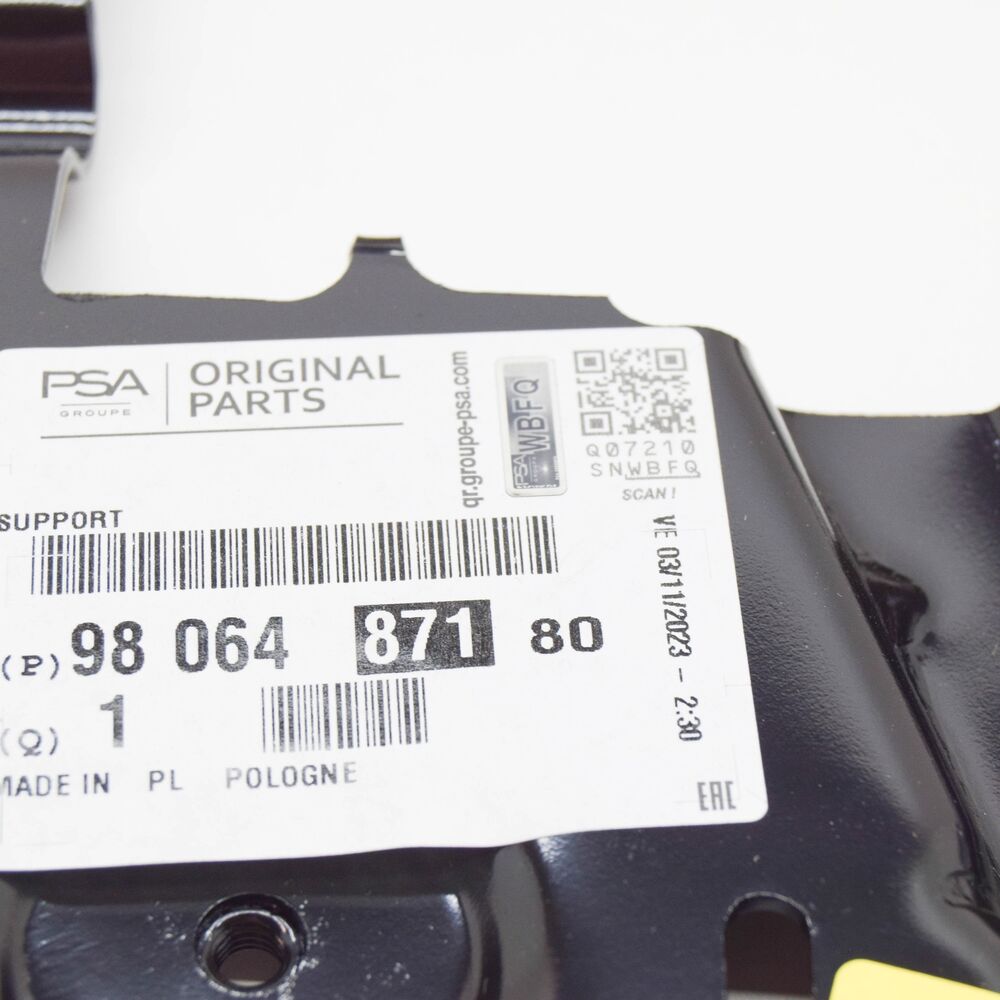 PSA
GROUPE
ORIGINAL
PARTS
qr.groupe-psa.com
PSA
GROUPE
WBFQ
Q07210
SNWBFQ
SCAN!
SUPPORT
VE 03/11/2023 - 2:30
(P) 98 064 871 80
(Q) 1
MADE IN PL POLOGNE
EAC